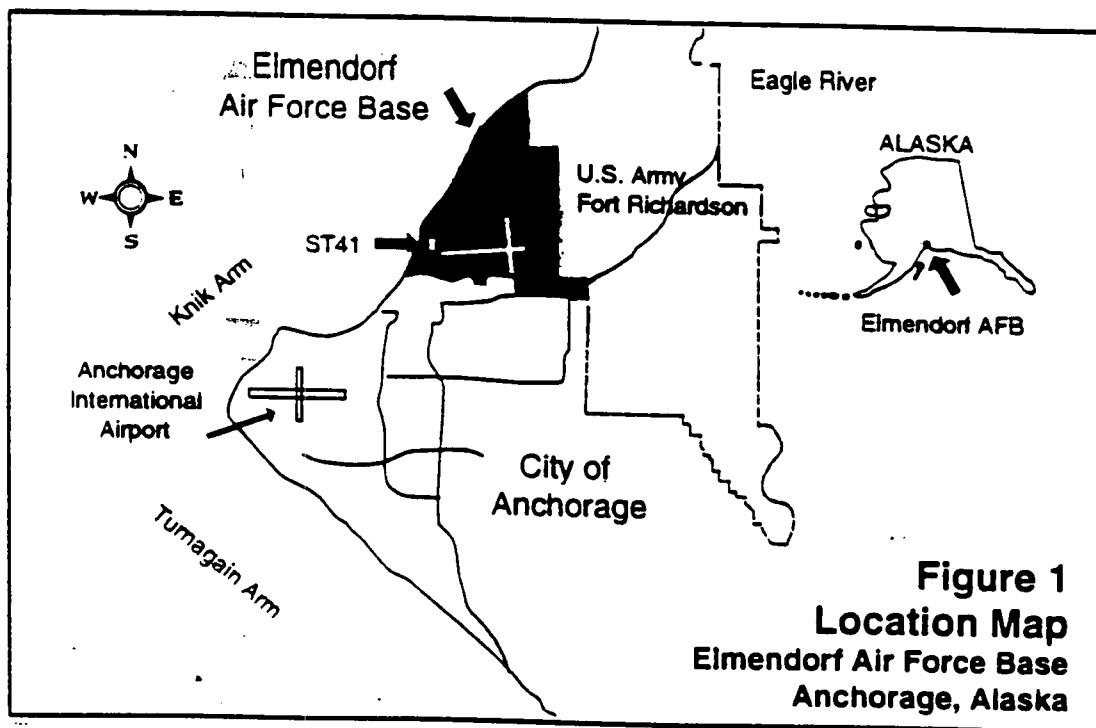 Elmendorf
Air Force Base
Eagle River
ALASKA
N
W E
S
U.S. Army
Fort Richardson
ST41
Knik Arm
Elmendorf AFB
Anchorage
International
Airport
City of
Anchorage
Turnagain Arm
Figure 1
Location Map
Elmendorf Air Force Base
Anchorage, Alaska